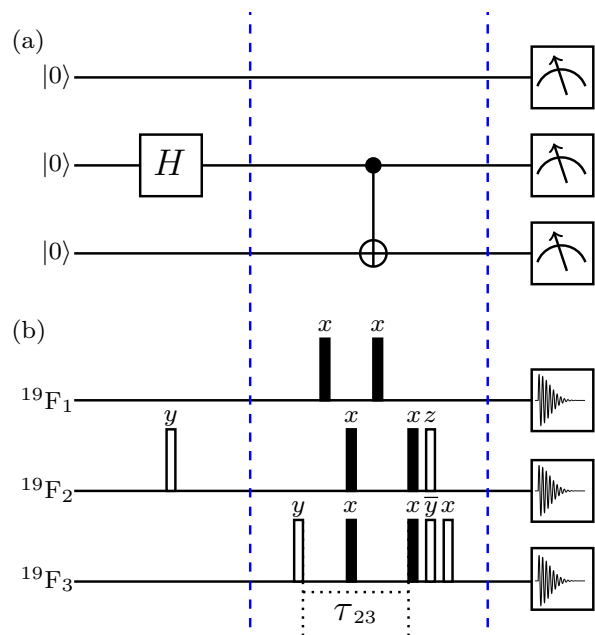 (a)
|0⟩
|0⟩ H
|0⟩
(b)
x x
¹⁹F₁
y x x z
¹⁹F₂
y x x y̅ x
¹⁹F₃
τ₂₃